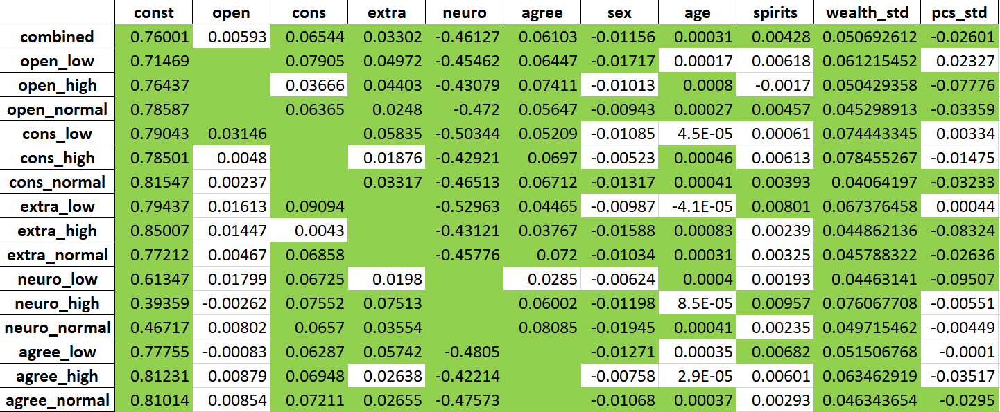 const open cons extra neuro agree sex age spirits wealth_std pcs_std
combined 0.76001 0.00593 0.06544 0.03302 -0.46127 0.06103 -0.01156 0.00031 0.00428 0.050692612 -0.02601
open_low 0.71469 0.07905 0.04972 -0.45462 0.06447 -0.01717 0.00017 0.00618 0.061215452 0.02327
open_high 0.76437 0.03666 0.04403 -0.43079 0.07411 -0.01013 0.0008 -0.0017 0.050429358 -0.07776
open_normal 0.78587 0.06365 0.0248 -0.472 0.05647 -0.00943 0.00027 0.00457 0.045298913 -0.03359
cons_low 0.79043 0.03146 0.05835 -0.50344 0.05209 -0.01085 4.5E-05 0.00061 0.074443345 0.00334
cons_high 0.78501 0.0048 0.01876 -0.42921 0.0697 -0.00523 0.00046 0.00613 0.078455267 -0.01475
cons_normal 0.81547 0.00237 0.03317 -0.46513 0.06712 -0.01317 0.00041 0.00393 0.04064197 -0.03233
extra_low 0.79437 0.01613 0.09094 -0.52963 0.04465 -0.00987 -4.1E-05 0.00801 0.067376458 0.00044
extra_high 0.85007 0.01447 0.0043 -0.43121 0.03767 -0.01588 0.00083 0.00239 0.044862136 -0.08324
extra_normal 0.77212 0.00467 0.06858 -0.45776 0.072 -0.01034 0.00031 0.00325 0.045788322 -0.02636
neuro_low 0.61347 0.01799 0.06725 0.0198 0.0285 -0.00624 0.0004 0.00193 0.04463141 -0.09507
neuro_high 0.39359 -0.00262 0.07552 0.07513 0.06002 -0.01198 8.5E-05 0.00957 0.076067708 -0.00551
neuro_normal 0.46717 0.00802 0.0657 0.03554 0.08085 -0.01945 0.00041 0.00235 0.049715462 -0.00449
agree_low 0.77755 -0.00083 0.06287 0.05742 -0.4805 -0.01271 0.00035 0.00682 0.051506768 -0.0001
agree_high 0.81231 0.00879 0.06948 0.02638 -0.42214 -0.00758 2.9E-05 0.00601 0.063462919 -0.03517
agree_normal 0.81014 0.00854 0.07211 0.02655 -0.47573 -0.01068 0.00037 0.00293 0.046343654 -0.0295